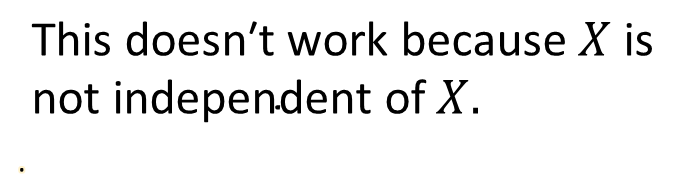 This doesn't work because X is
not independent of X.